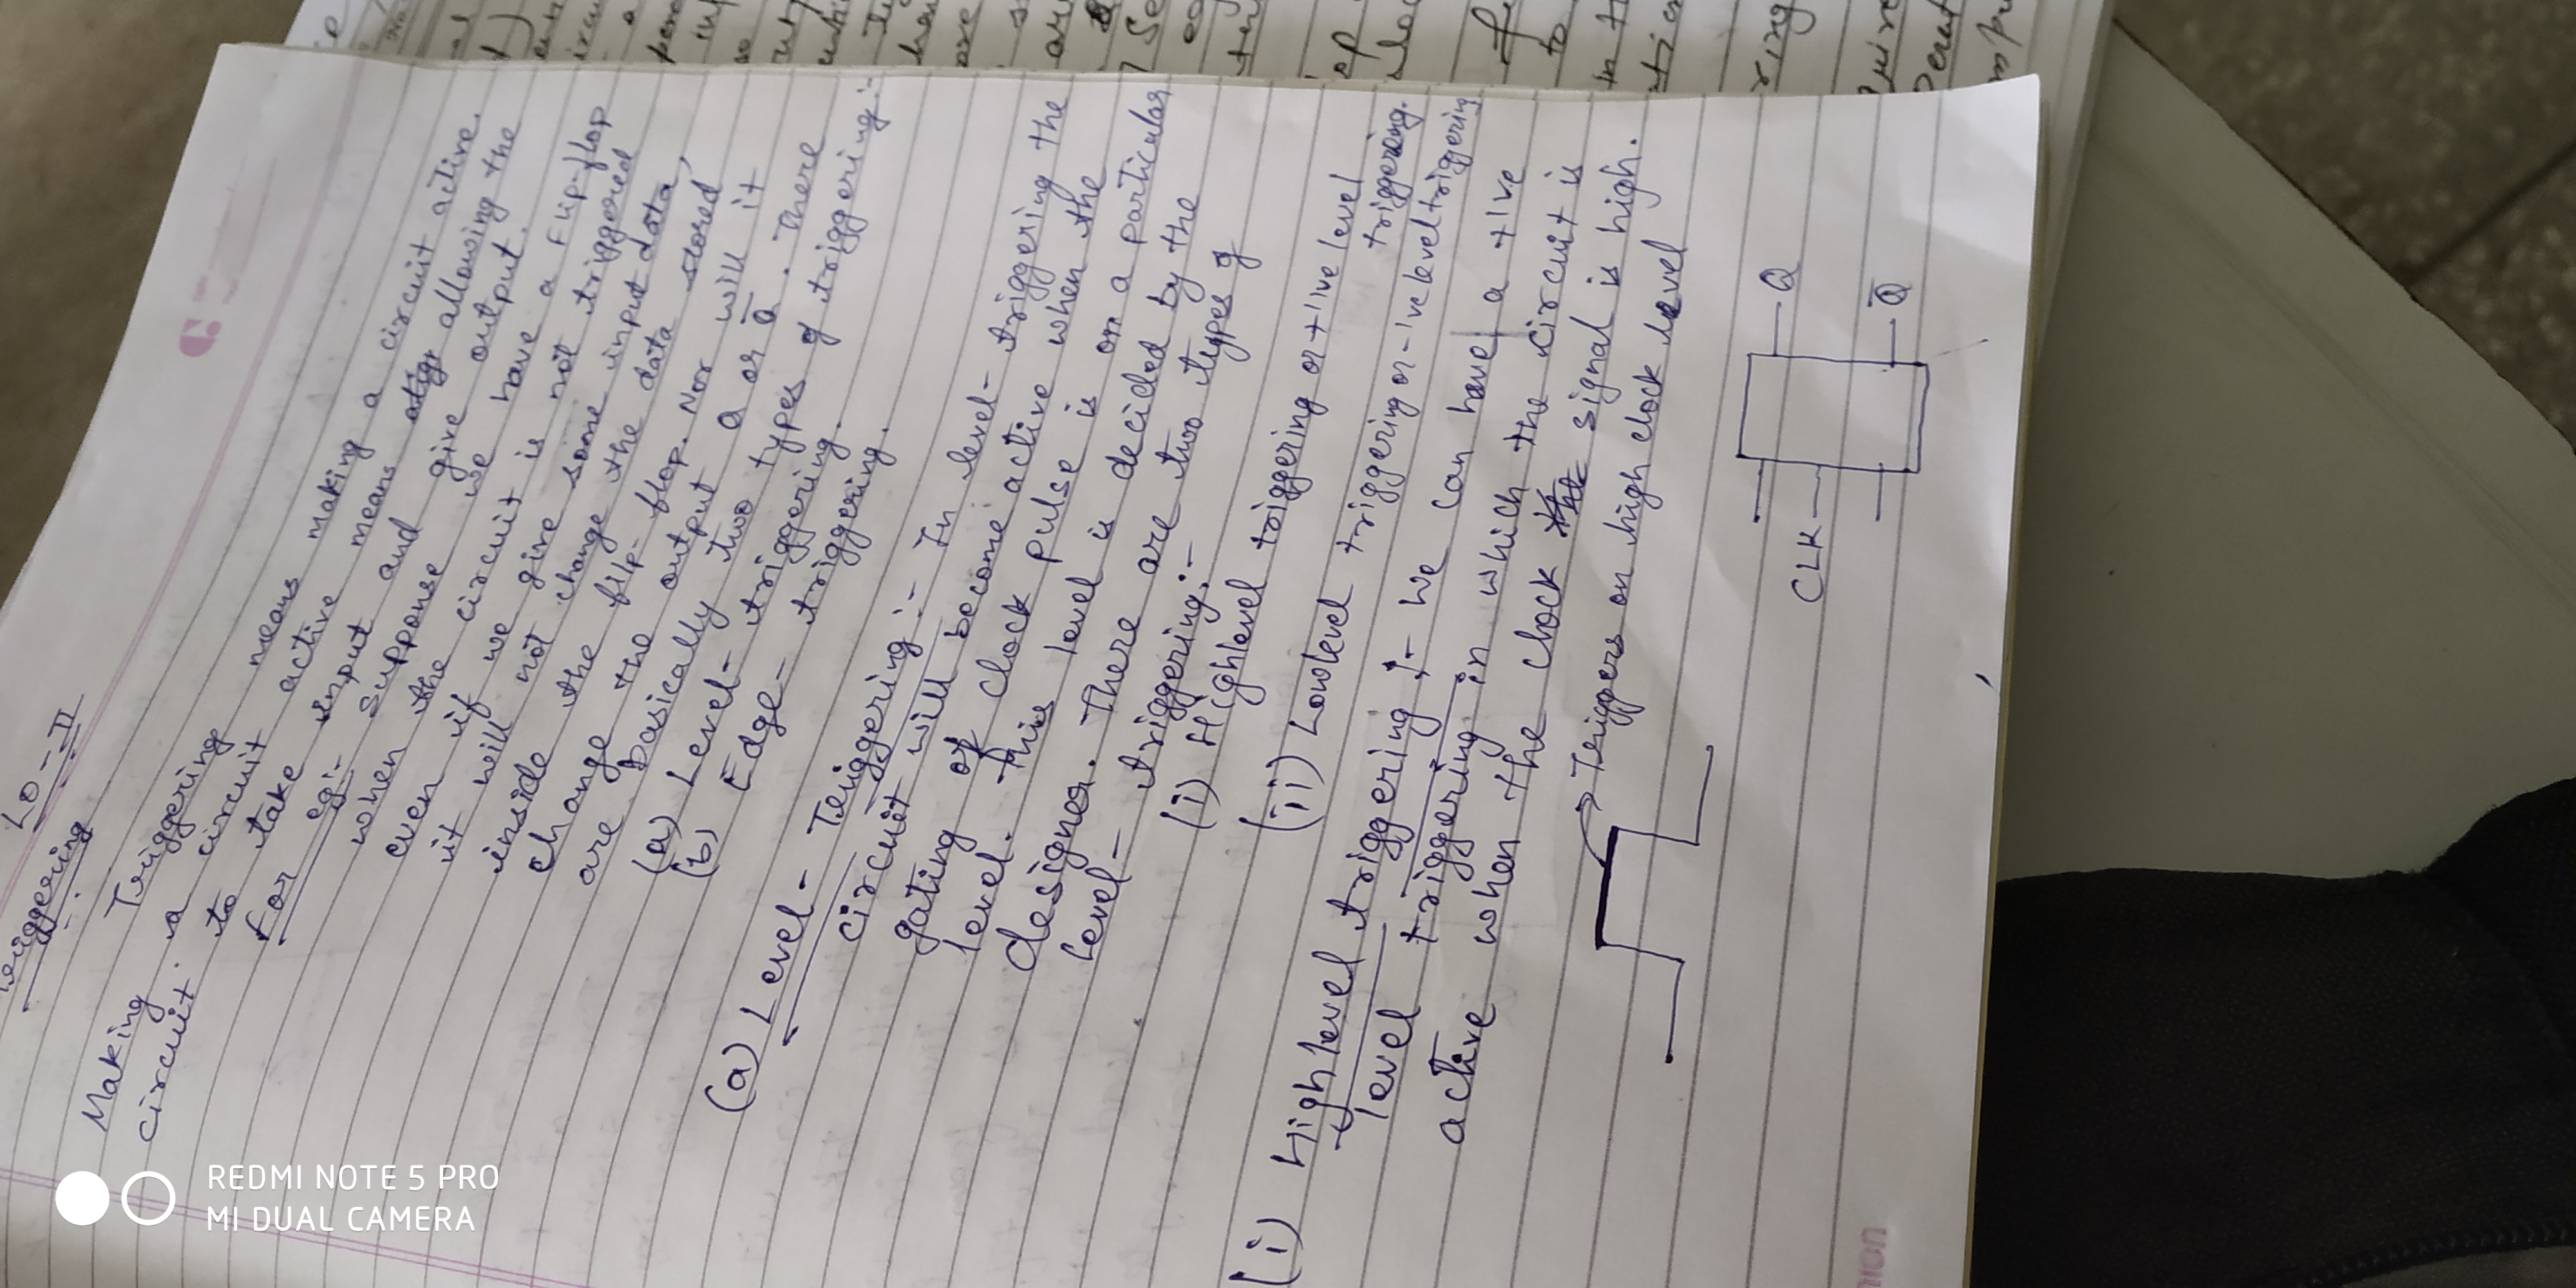 LO-II
Triggering
:-
Triggering means making a circuit active.
Making a circuit active means allowing the
circuit to take input and give output.
For eg:- Suppose we have a Flip-flop
when the circuit is not triggered
even if we give some input data,
it will not change the data stored
inside the filp-flop. Nor will it
change the output Q or Q̅. There
are basically two types of triggering:-
(a) Level-triggering.
(b) Edge-triggering.
(a) Level-Triggering:- In level-triggering the
circuit will become active when the
gating or clock pulse is on a particular
level. This level is decided by the
designer. There are two types of
level-triggering:-
(i) Highlevel triggering or +ive level
triggering.
(ii) Lowlevel triggering or -ive level triggering
(i) High level triggering:- We can have a +ive
level triggering in which the circuit is
active when the clock signal is high.
Triggers on high clock level
Q
CLK
Q̅
REDMI NOTE 5 PRO
MI DUAL CAMERA